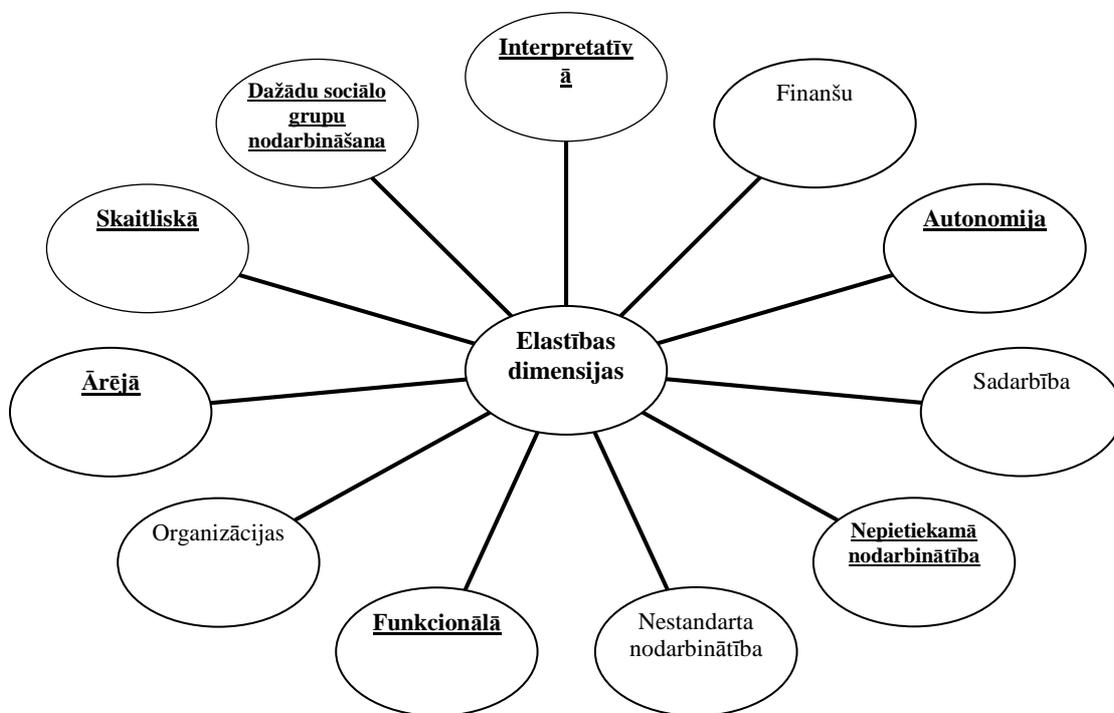 Interpretatīv
ā
Finanšu
Autonomija
Sadarbība
Nepietiekamā
nodarbinātība
Nestandarta
nodarbinātība
Funkcionālā
Organizācijas
Ārējā
Skaitliskā
Dažādu sociālo
grupu
nodarbināšana
Elastības
dimensijas